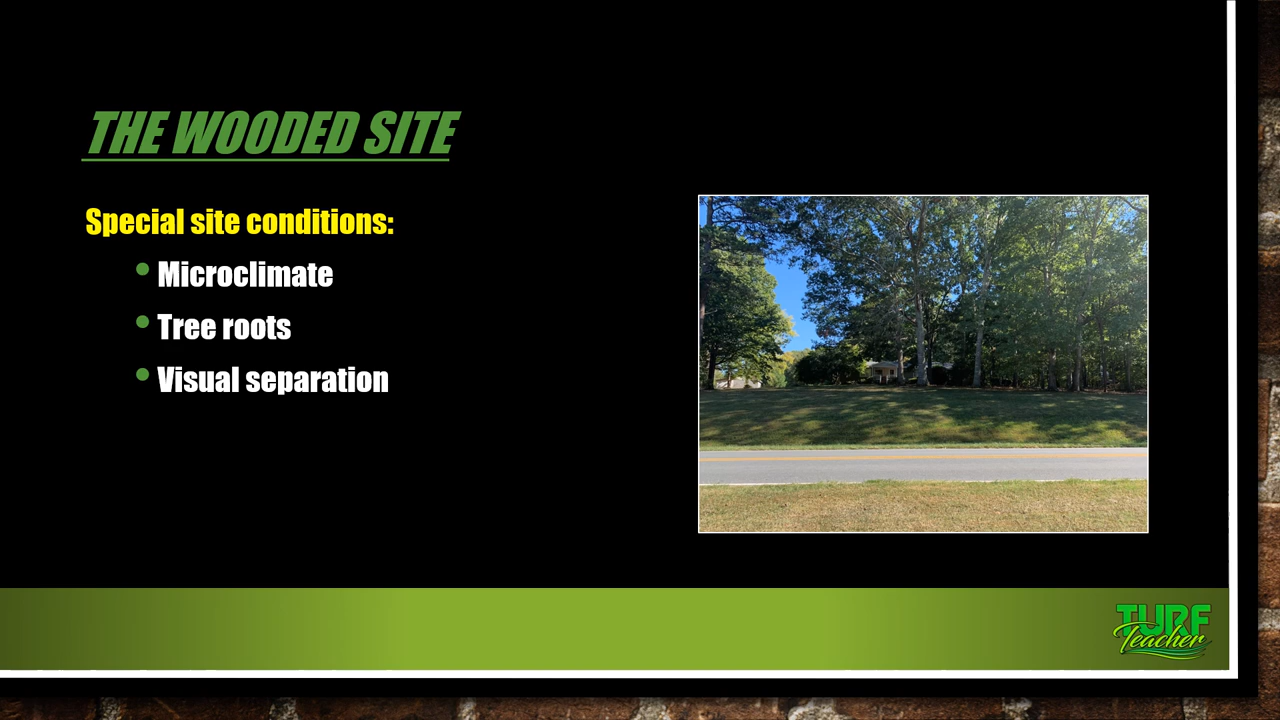 THE WOODED SITE
Special site conditions:
Microclimate
Tree roots
Visual separation
TURF
Teacher